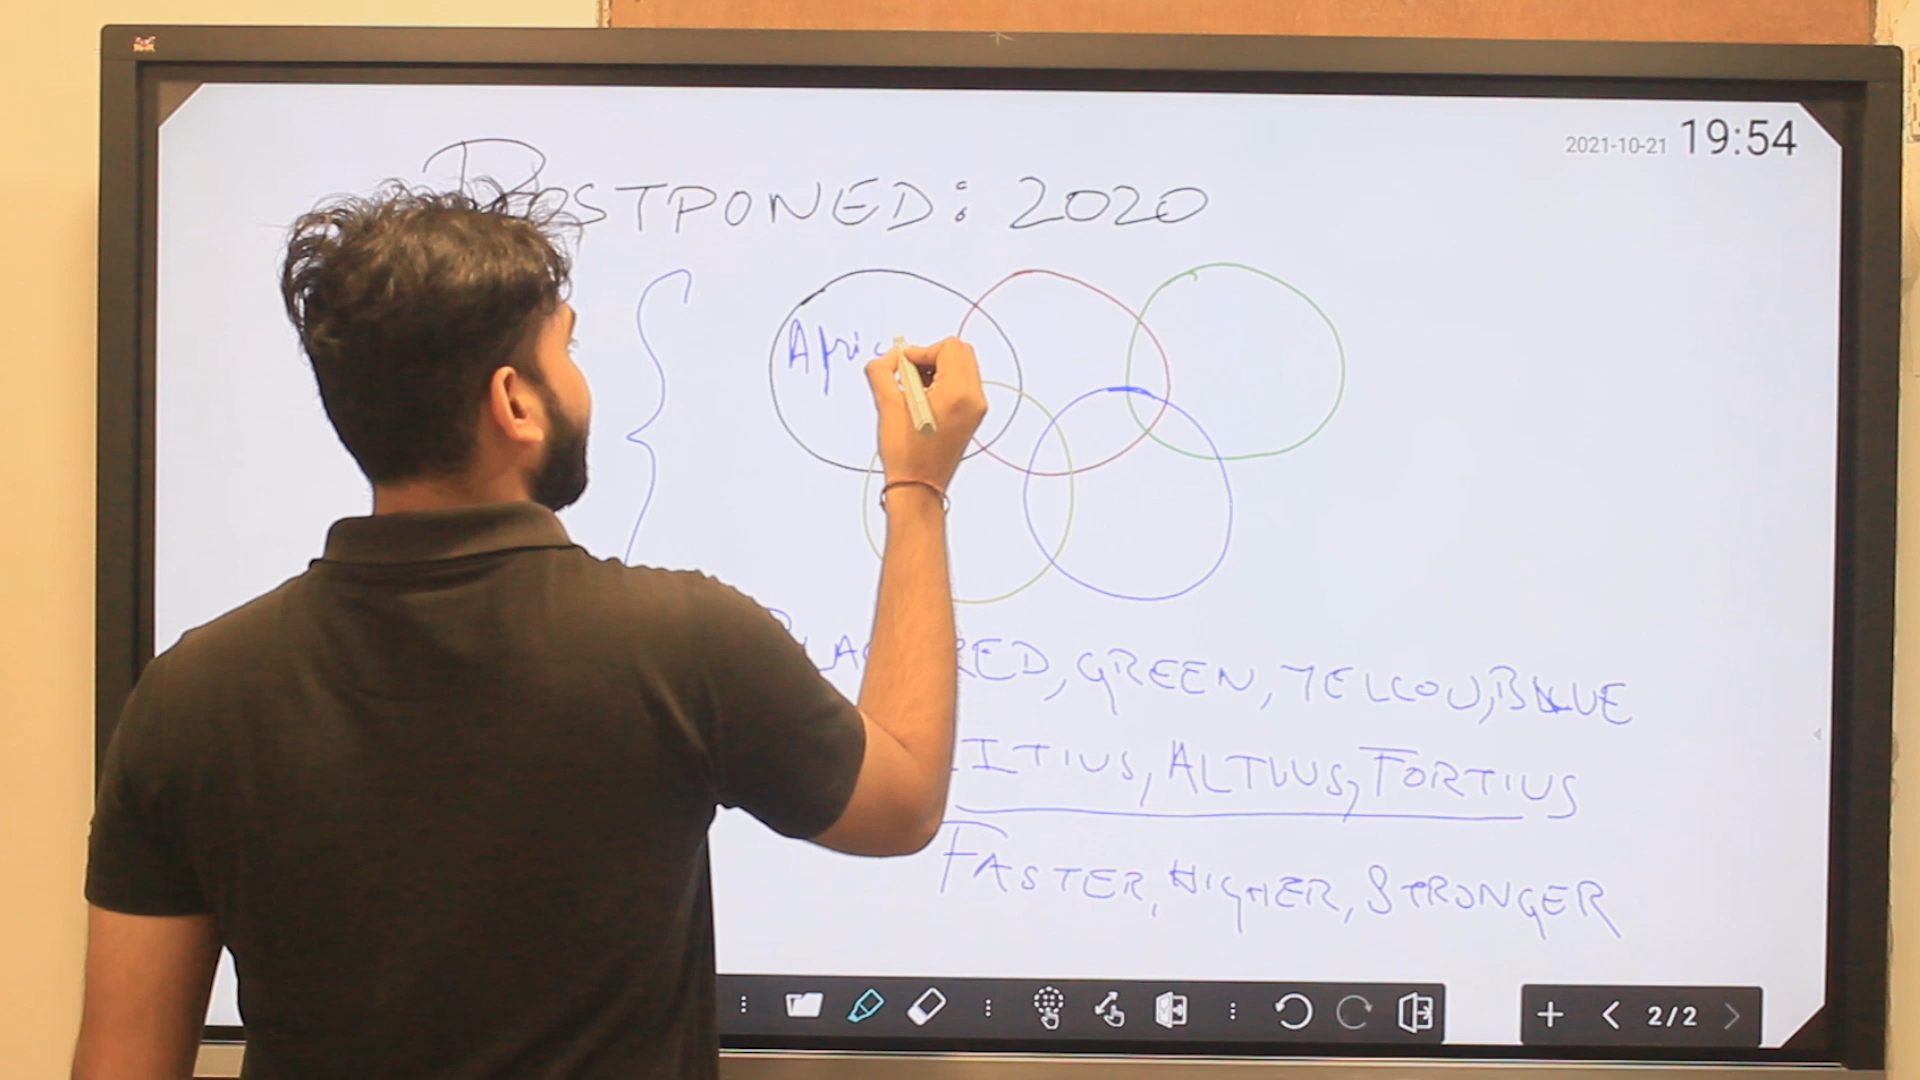 2021-10-21 19:54
POSTPONED: 2020
Afric
RED, GREEN, YELLOW, BLUE
ITIUS, ALTIUS, FORTIUS
FASTER, HIGHER, STRONGER
2/2